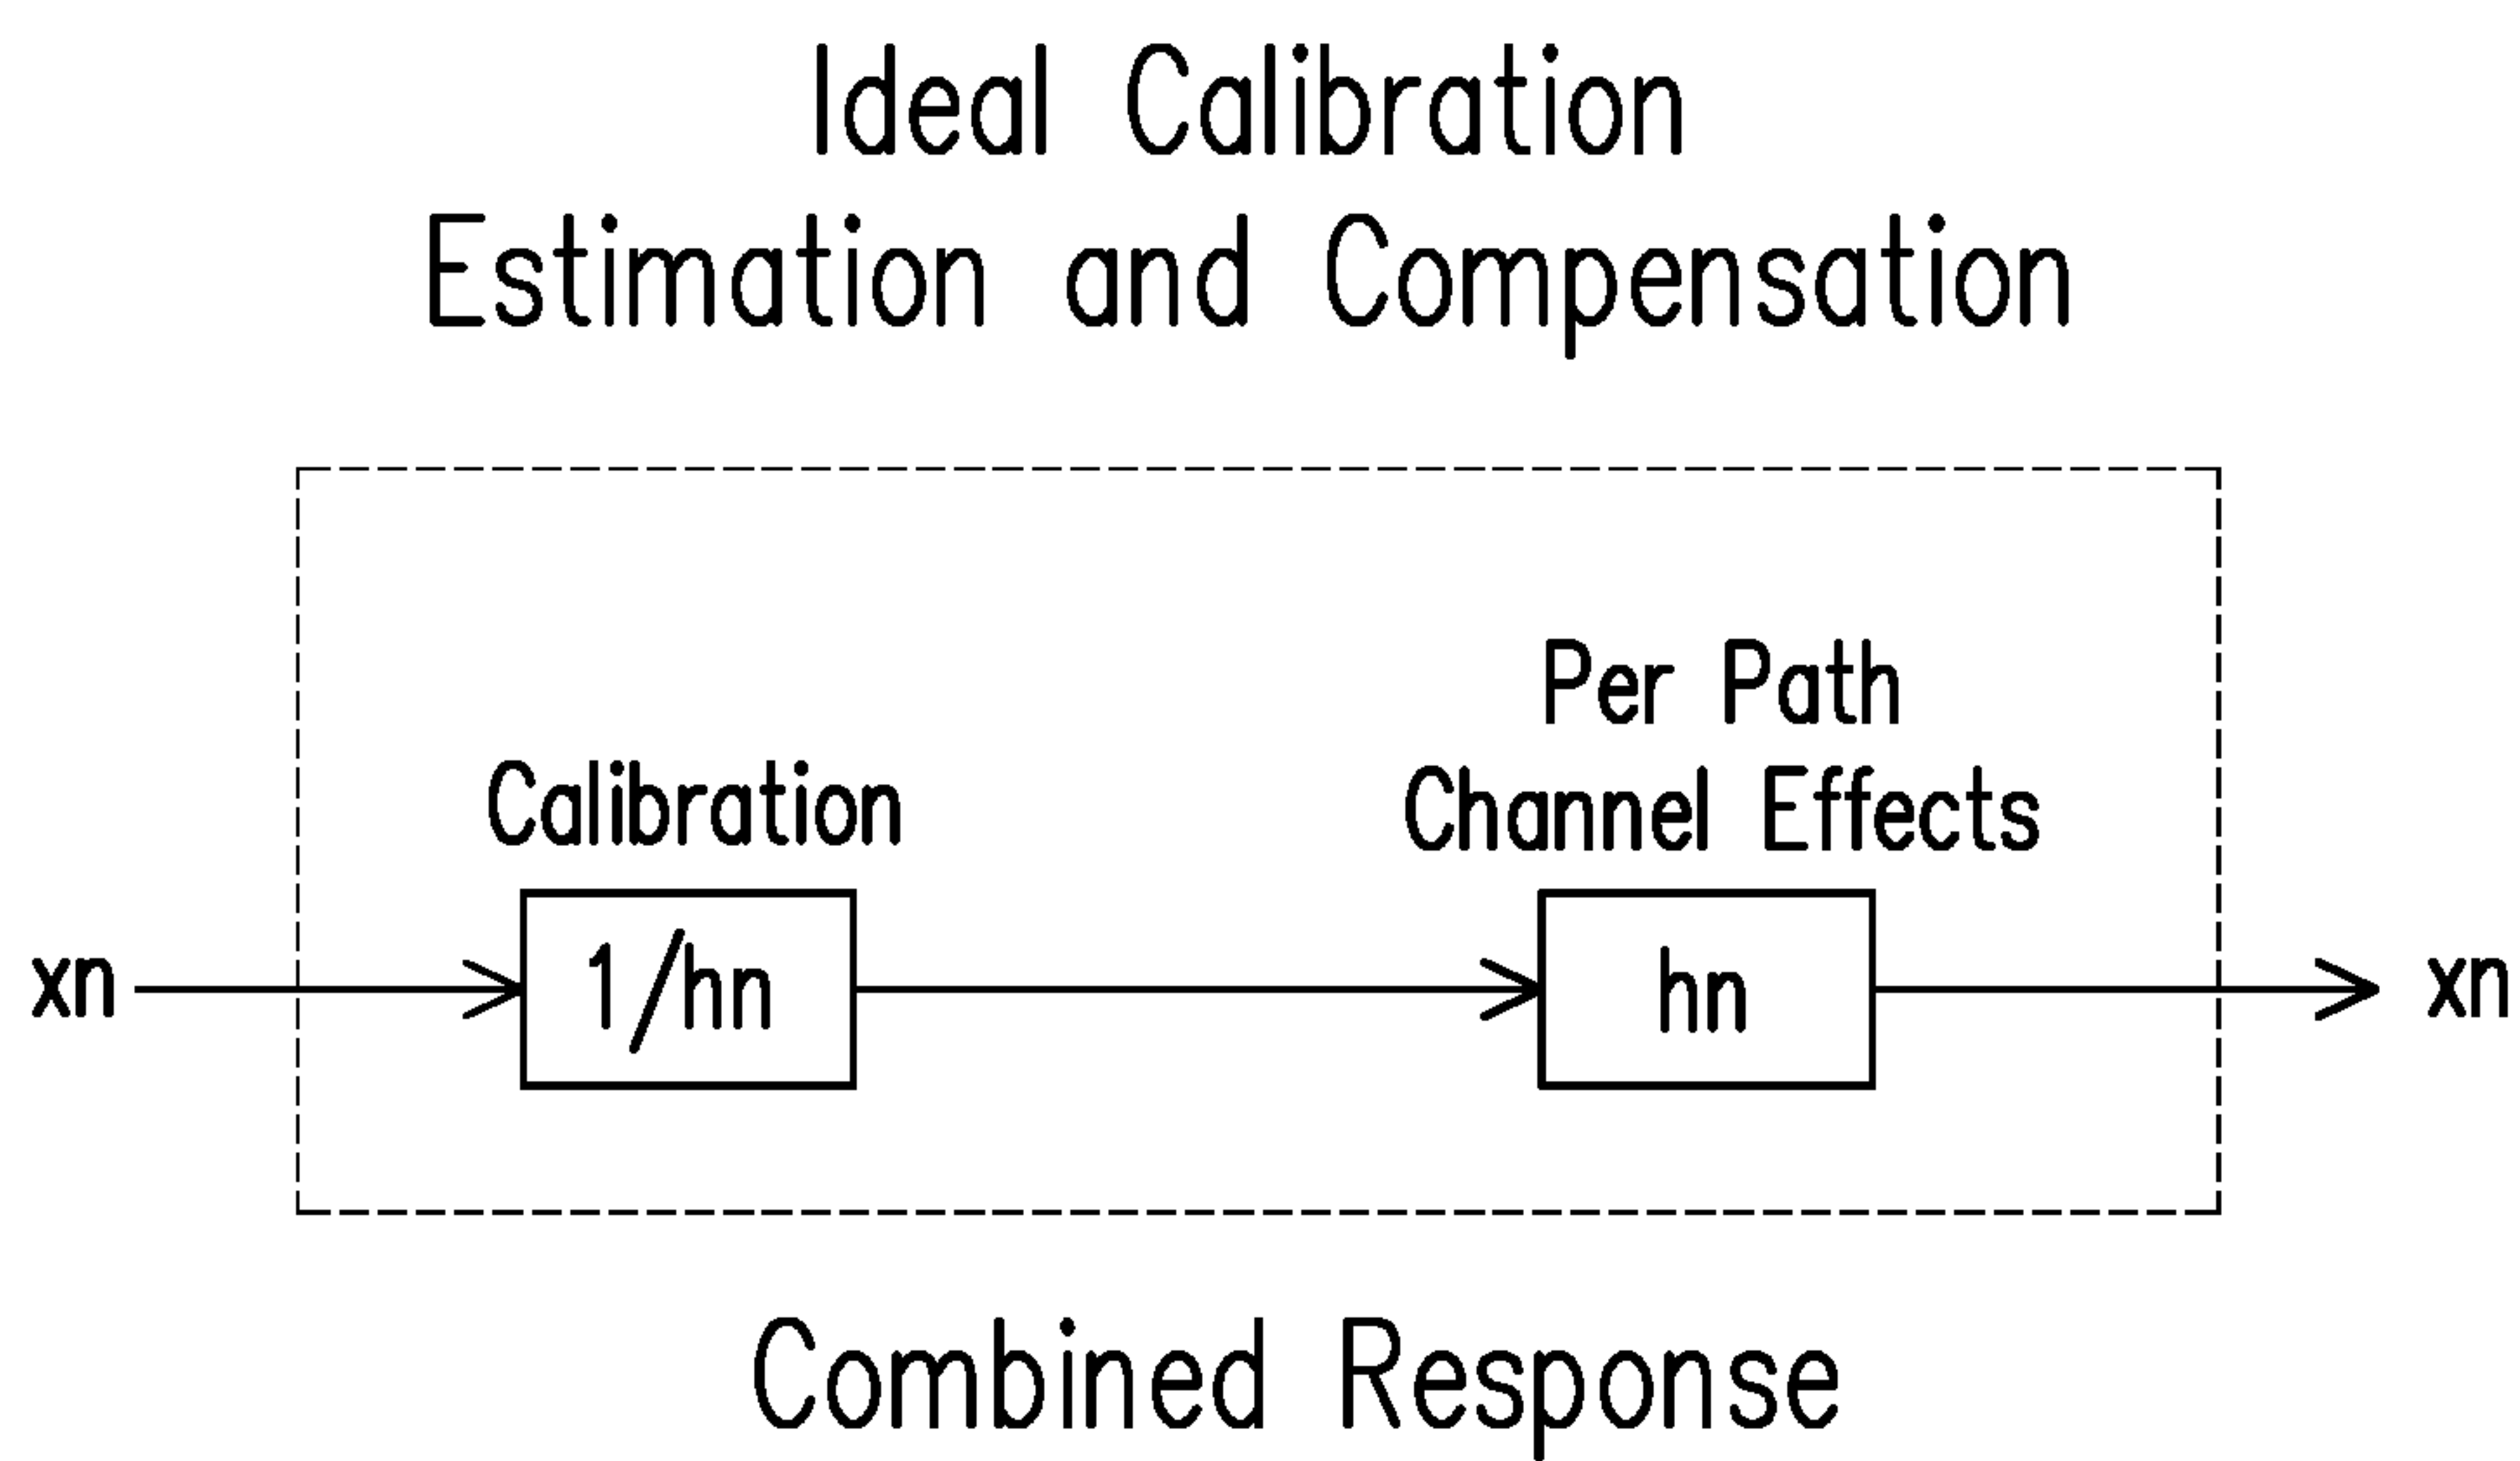 Ideal Calibration
Estimation and Compensation
Per Path
Calibration
Channel Effects
xn
1/hn
hn
xn
Combined Response